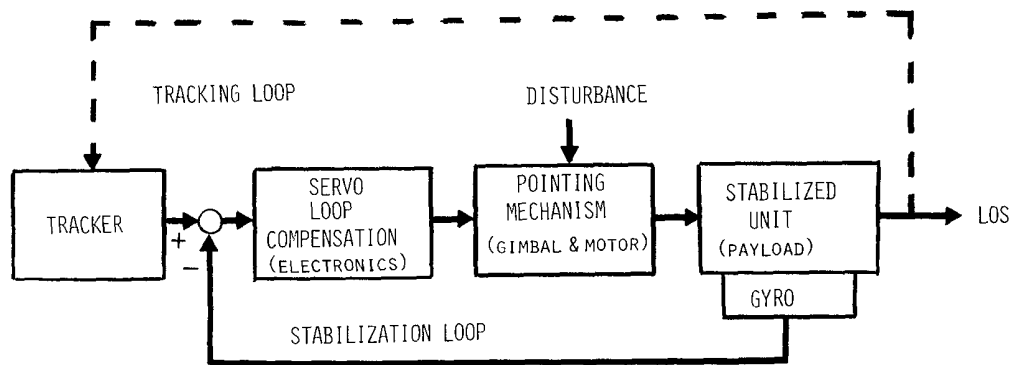 TRACKING LOOP
DISTURBANCE
TRACKER
+
−
SERVO
LOOP
COMPENSATION
(ELECTRONICS)
POINTING
MECHANISM
(GIMBAL & MOTOR)
STABILIZED
UNIT
(PAYLOAD)
GYRO
LOS
STABILIZATION LOOP